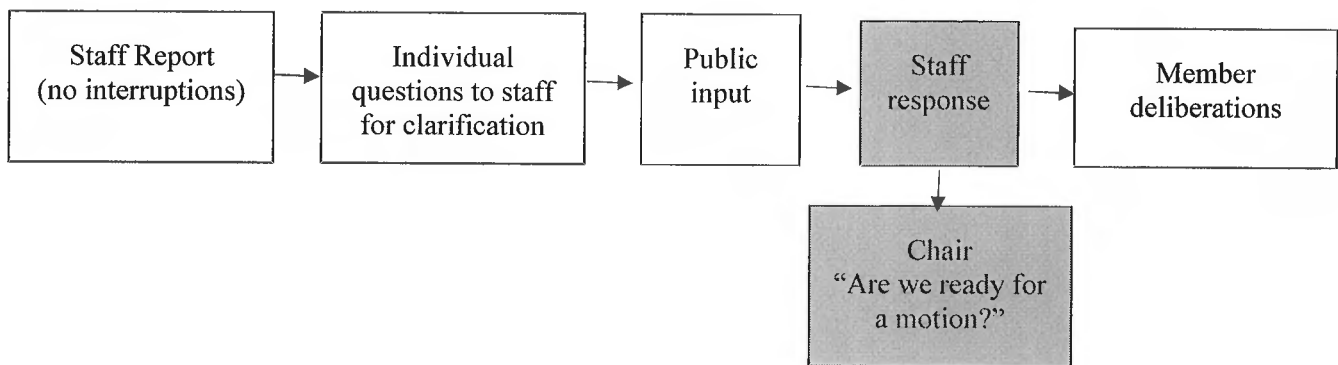 Staff Report
(no interruptions)
Individual
questions to staff
for clarification
Public
input
Staff
response
Member
deliberations
Chair
“Are we ready for
a motion?”